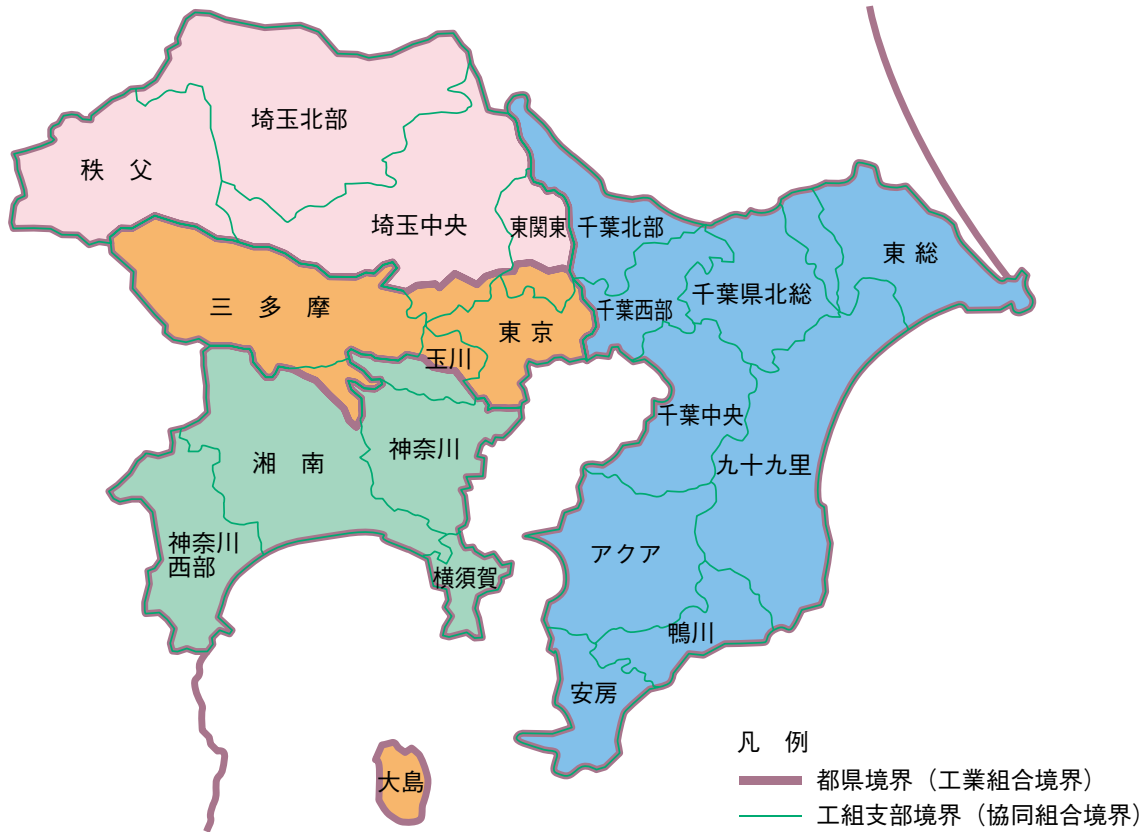 埼玉北部
秩　父
埼玉中央
東関東
千葉北部
東 総
三　多　摩
千葉県北総
千葉西部
東 京
玉川
千葉中央
神奈川
湘　南
九十九里
神奈川
西部
アクア
横須賀
鴨川
安房
大島
凡　例
都県境界（工業組合境界）
工組支部境界（協同組合境界）